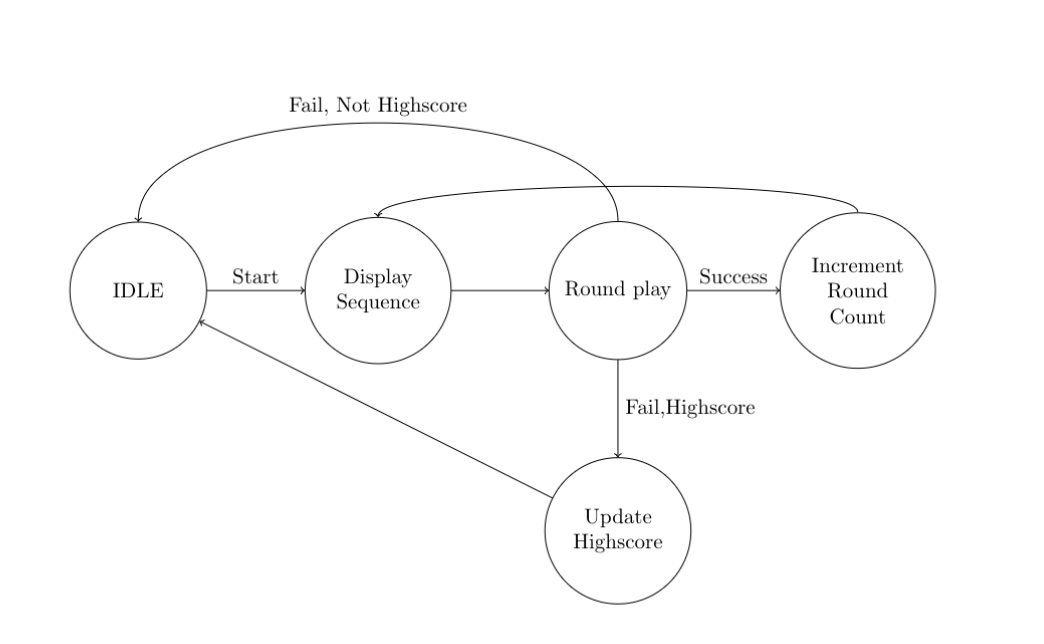 Fail, Not Highscore
IDLE
Start
Display
Sequence
Round play
Success
Increment
Round
Count
Fail,Highscore
Update
Highscore